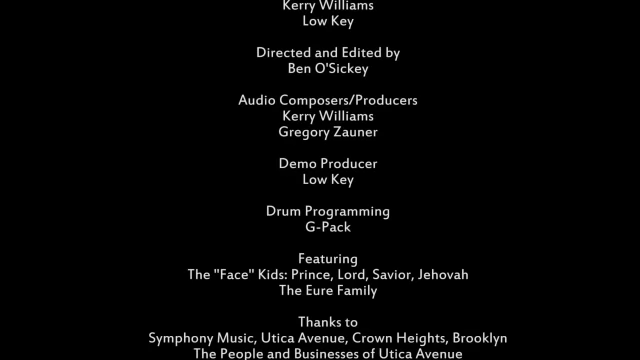 Kerry Williams
Low Key
Directed and Edited by
Ben O'Sickey
Audio Composers/Producers
Kerry Williams
Gregory Zauner
Demo Producer
Low Key
Drum Programming
G-Pack
Featuring
The "Face" Kids: Prince, Lord, Savior, Jehovah
The Eure Family
Thanks to
Symphony Music, Utica Avenue, Crown Heights, Brooklyn
The People and Businesses of Utica Avenue